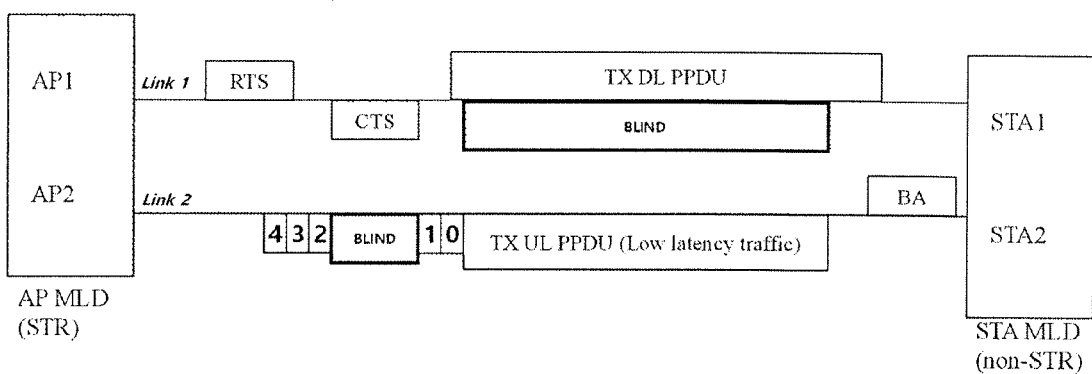 AP1
Link 1
RTS
TX DL PPDU
CTS
BLIND
STA1
AP2
Link 2
BA
4 3 2 BLIND 1 0 TX UL PPDU (Low latency traffic)
STA2
AP MLD
(STR)
STA MLD
(non-STR)